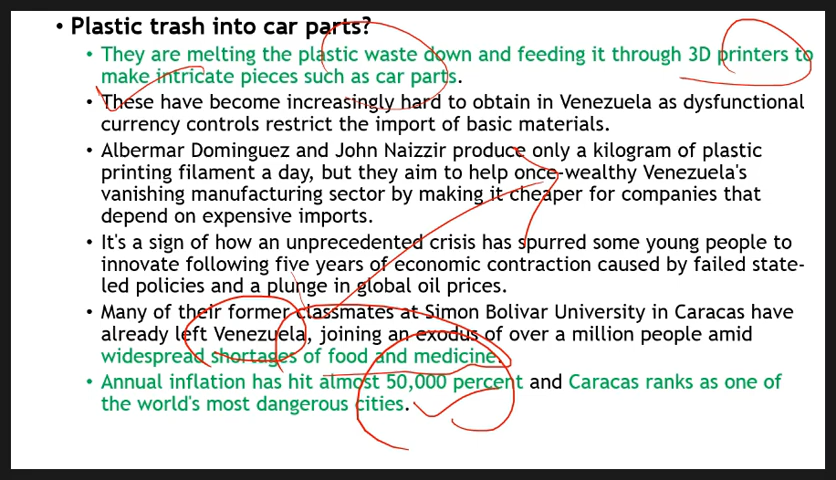 • Plastic trash into car parts?
• They are melting the plastic waste down and feeding it through 3D printers to
make intricate pieces such as car parts.
• These have become increasingly hard to obtain in Venezuela as dysfunctional
currency controls restrict the import of basic materials.
• Albermar Dominguez and John Naizzir produce only a kilogram of plastic
printing filament a day, but they aim to help once-wealthy Venezuela's
vanishing manufacturing sector by making it cheaper for companies that
depend on expensive imports.
• It's a sign of how an unprecedented crisis has spurred some young people to
innovate following five years of economic contraction caused by failed state-
led policies and a plunge in global oil prices.
• Many of their former classmates at Simon Bolivar University in Caracas have
already left Venezuela, joining an exodus of over a million people amid
widespread shortages of food and medicine.
• Annual inflation has hit almost 50,000 percent and Caracas ranks as one of
the world's most dangerous cities.